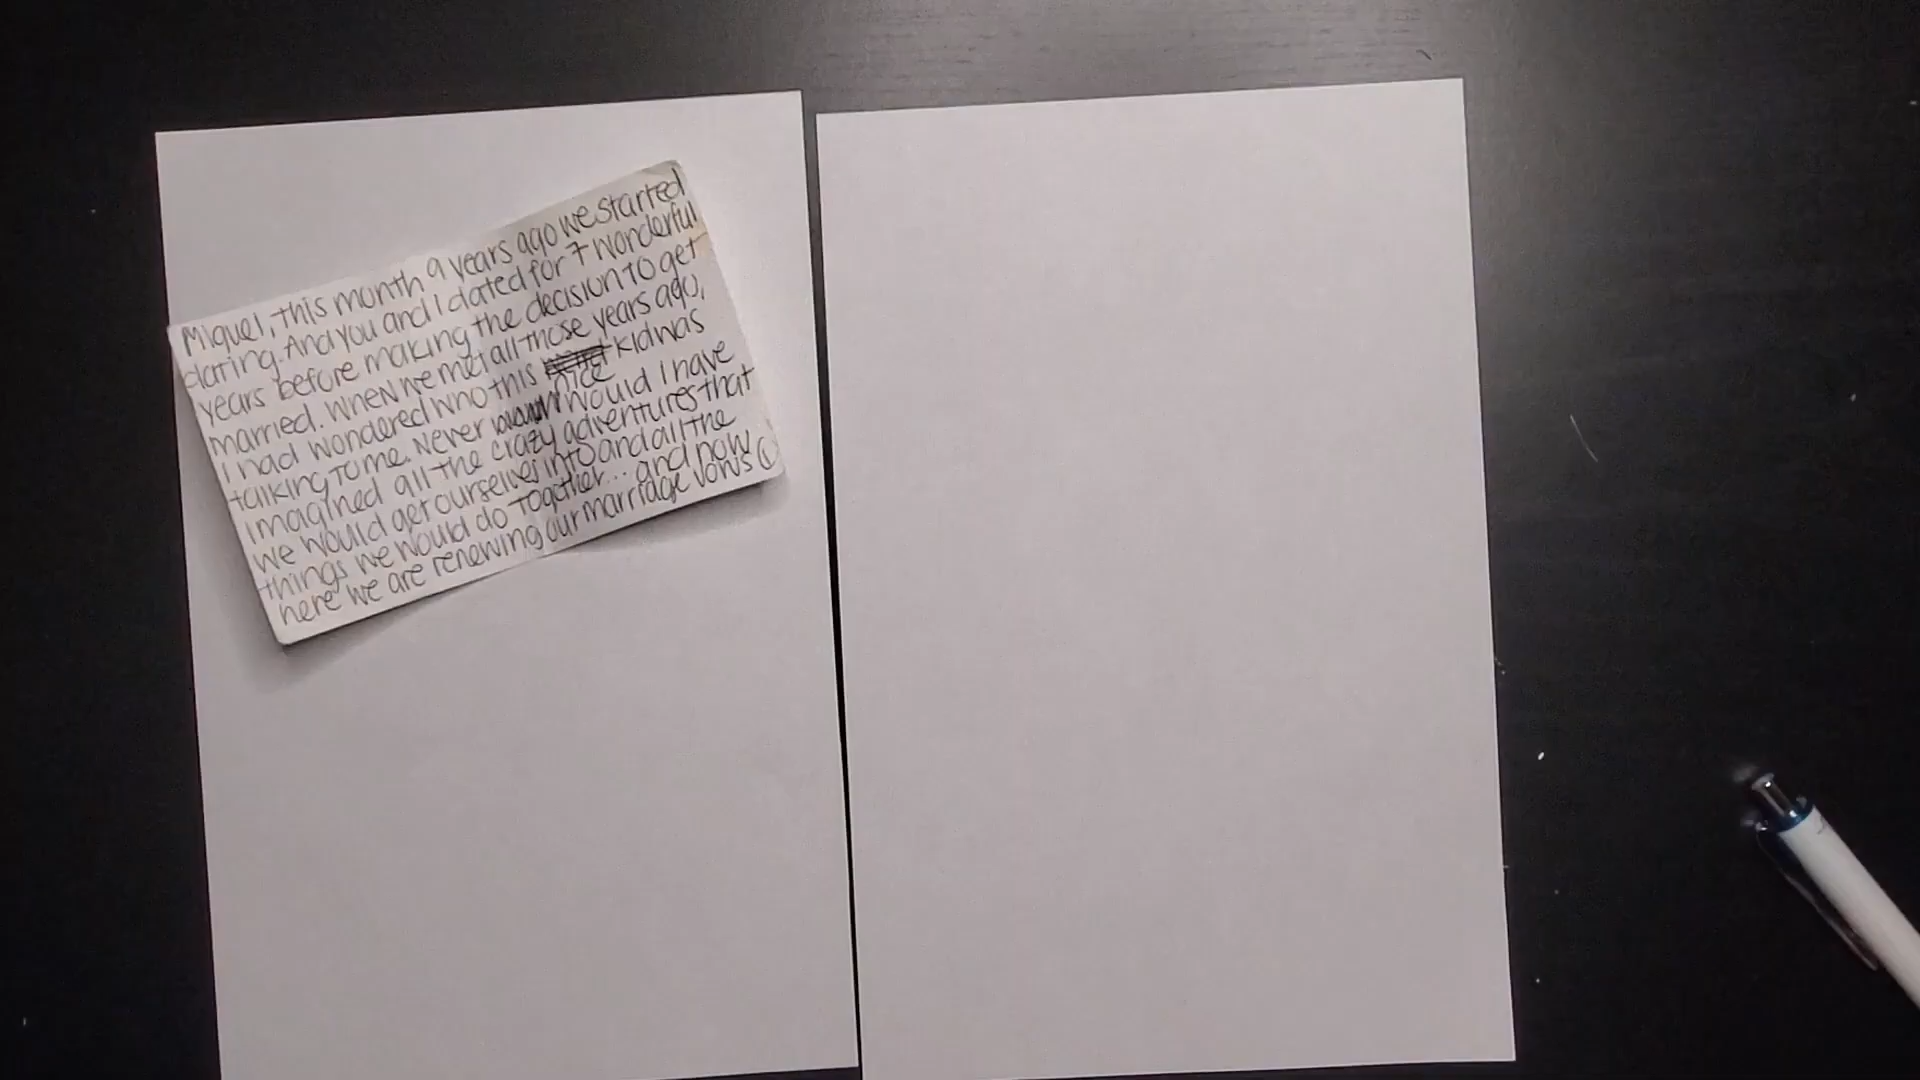 Miguel, this month 9 years ago we started
dating. And you and I dated for 7 wonderful
years before making the decision to get
married. When we met all those years ago,
I had wondered who this nice kid was
talking to me. Never would I have
imagined all the crazy adventures that
we would get ourselves into and all the
things we would do together... and now
here we are renewing our marriage vows 1